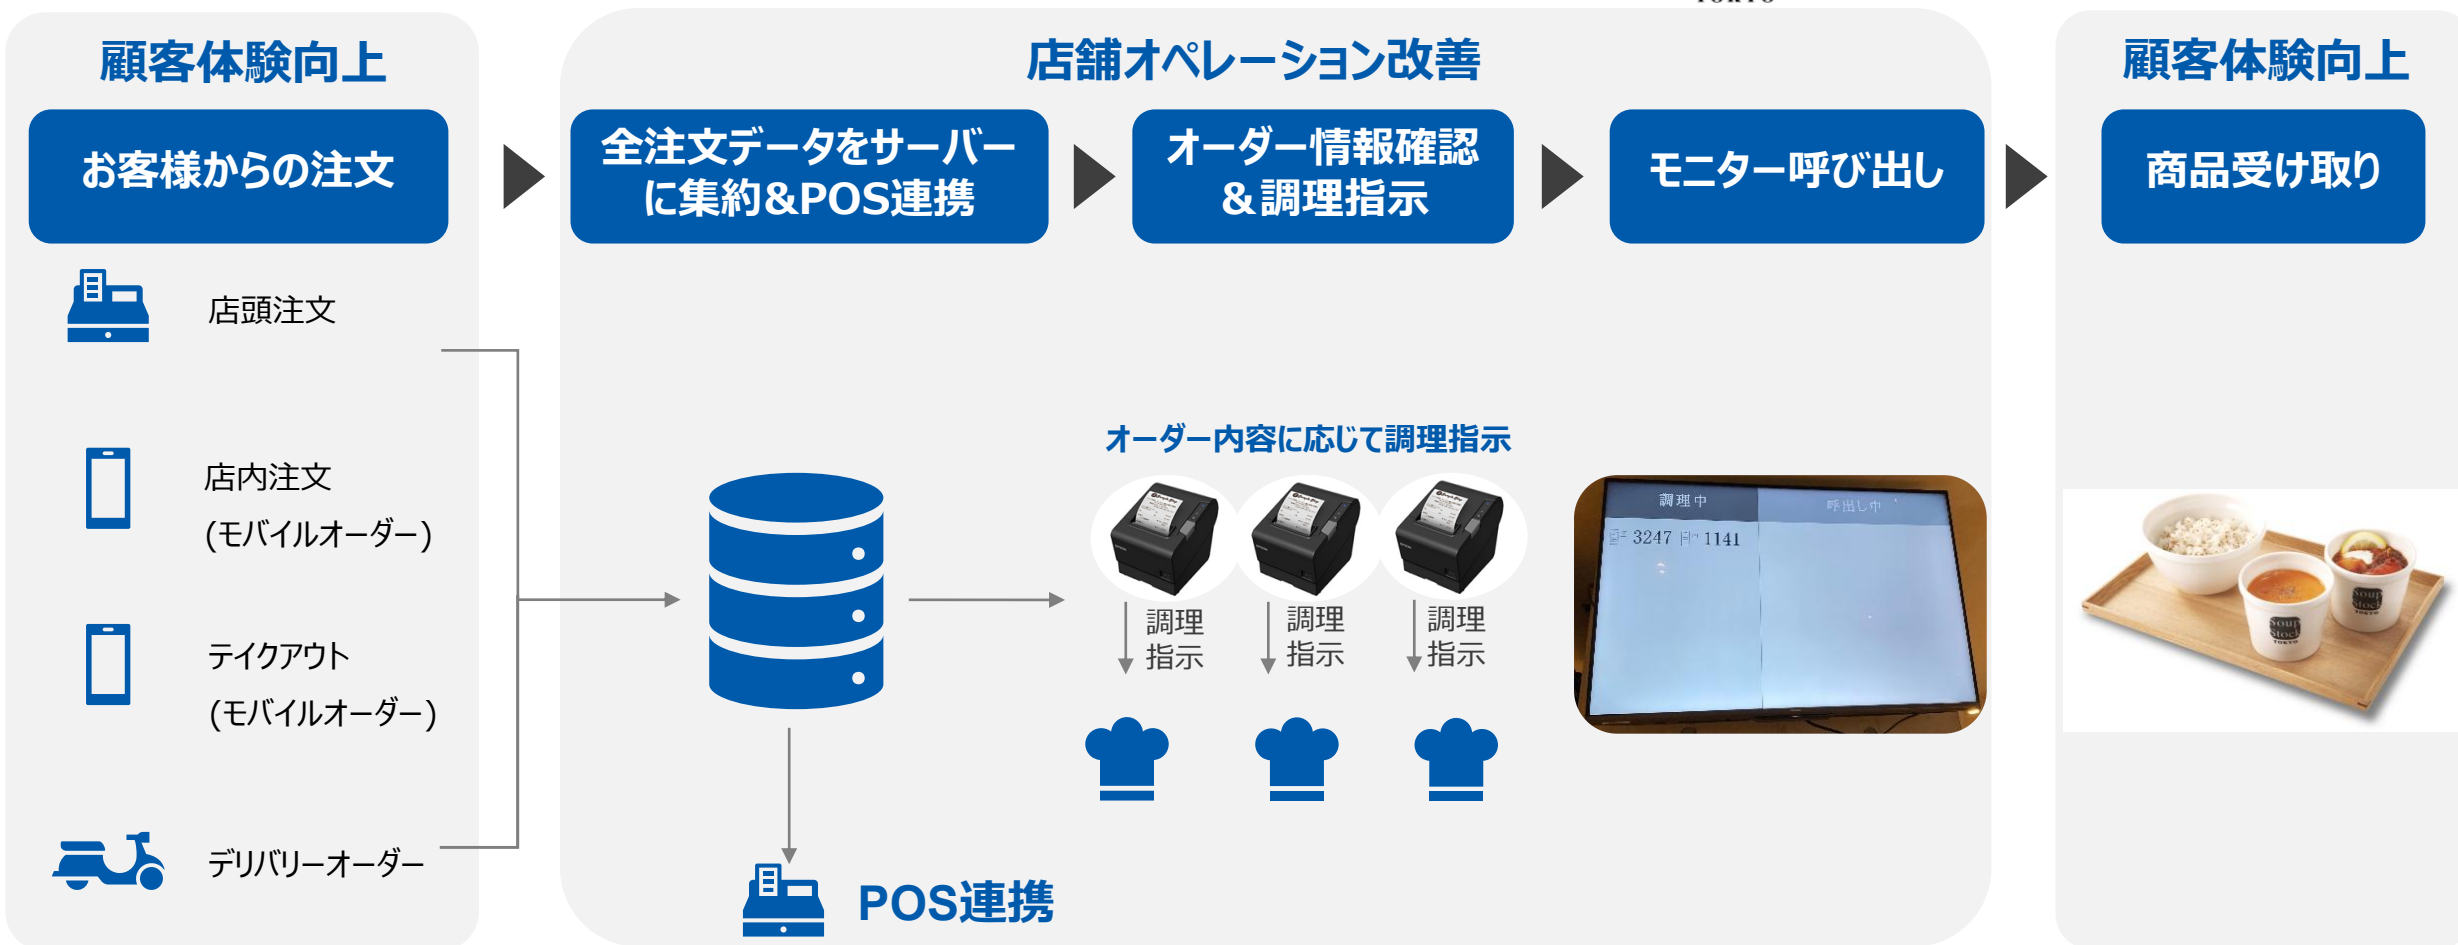 TOKYO
顧客体験向上
店舗オペレーション改善
顧客体験向上
お客様からの注文
全注文データをサーバー
に集約&POS連携
オーダー情報確認
&調理指示
モニター呼び出し
商品受け取り
店頭注文
店内注文
(モバイルオーダー)
テイクアウト
(モバイルオーダー)
デリバリーオーダー
オーダー内容に応じて調理指示
調理
指示
調理
指示
調理
指示
POS連携
調理中
呼出し中
3247
1141
Soup
Stock
TOKYO
Soup
Stock
TOKYO